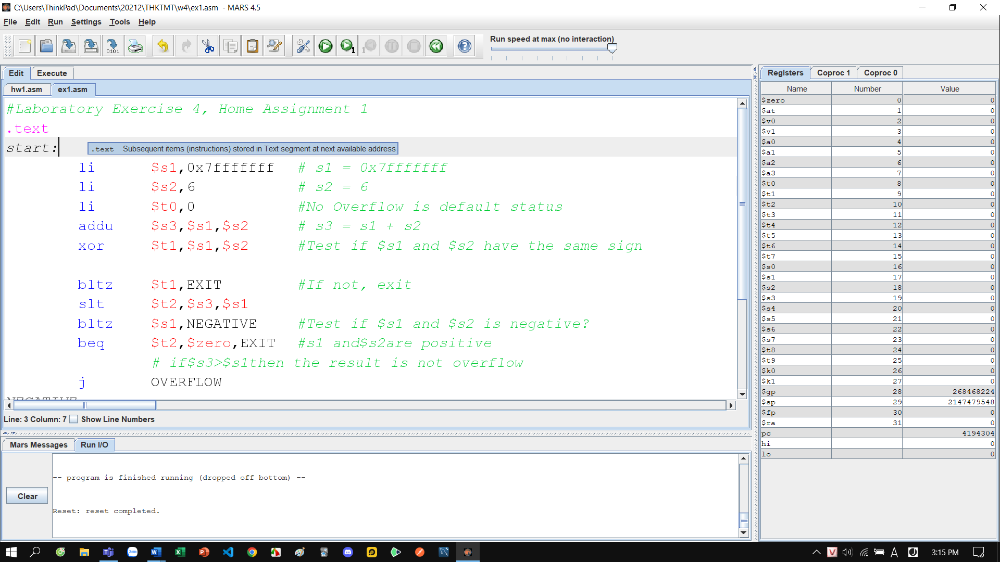 C:\Users\ThinkPad\Documents\20212\THKTMT\w4\ex1.asm - MARS 4.5
File Edit Run Settings Tools Help
Run speed at max (no interaction)
Edit Execute
hw1.asm ex1.asm
#Laboratory Exercise 4, Home Assignment 1
.text
start:
.text Subsequent items (instructions) stored in Text segment at next available address
li $s1,0x7fffffff # s1 = 0x7fffffff
li $s2,6 # s2 = 6
li $t0,0 #No Overflow is default status
addu $s3,$s1,$s2 # s3 = s1 + s2
xor $t1,$s1,$s2 #Test if $s1 and $s2 have the same sign
bltz $t1,EXIT #If not, exit
slt $t2,$s3,$s1
bltz $s1,NEGATIVE #Test if $s1 and $s2 is negative?
beq $t2,$zero,EXIT #s1 and$s2are positive
# if$s3>$s1then the result is not overflow
j OVERFLOW
Line: 3 Column: 7 Show Line Numbers
Mars Messages Run I/O
-- program is finished running (dropped off bottom) --
Clear
Reset: reset completed.
Registers Coproc 1 Coproc 0
Name Number Value
$zero 0 0
$at 1 0
$v0 2 0
$v1 3 0
$a0 4 0
$a1 5 0
$a2 6 0
$a3 7 0
$t0 8 0
$t1 9 0
$t2 10 0
$t3 11 0
$t4 12 0
$t5 13 0
$t6 14 0
$t7 15 0
$s0 16 0
$s1 17 0
$s2 18 0
$s3 19 0
$s4 20 0
$s5 21 0
$s6 22 0
$s7 23 0
$t8 24 0
$t9 25 0
$k0 26 0
$k1 27 0
$gp 28 268468224
$sp 29 2147479548
$fp 30 0
$ra 31 0
pc 4194304
hi 0
lo 0
3:15 PM